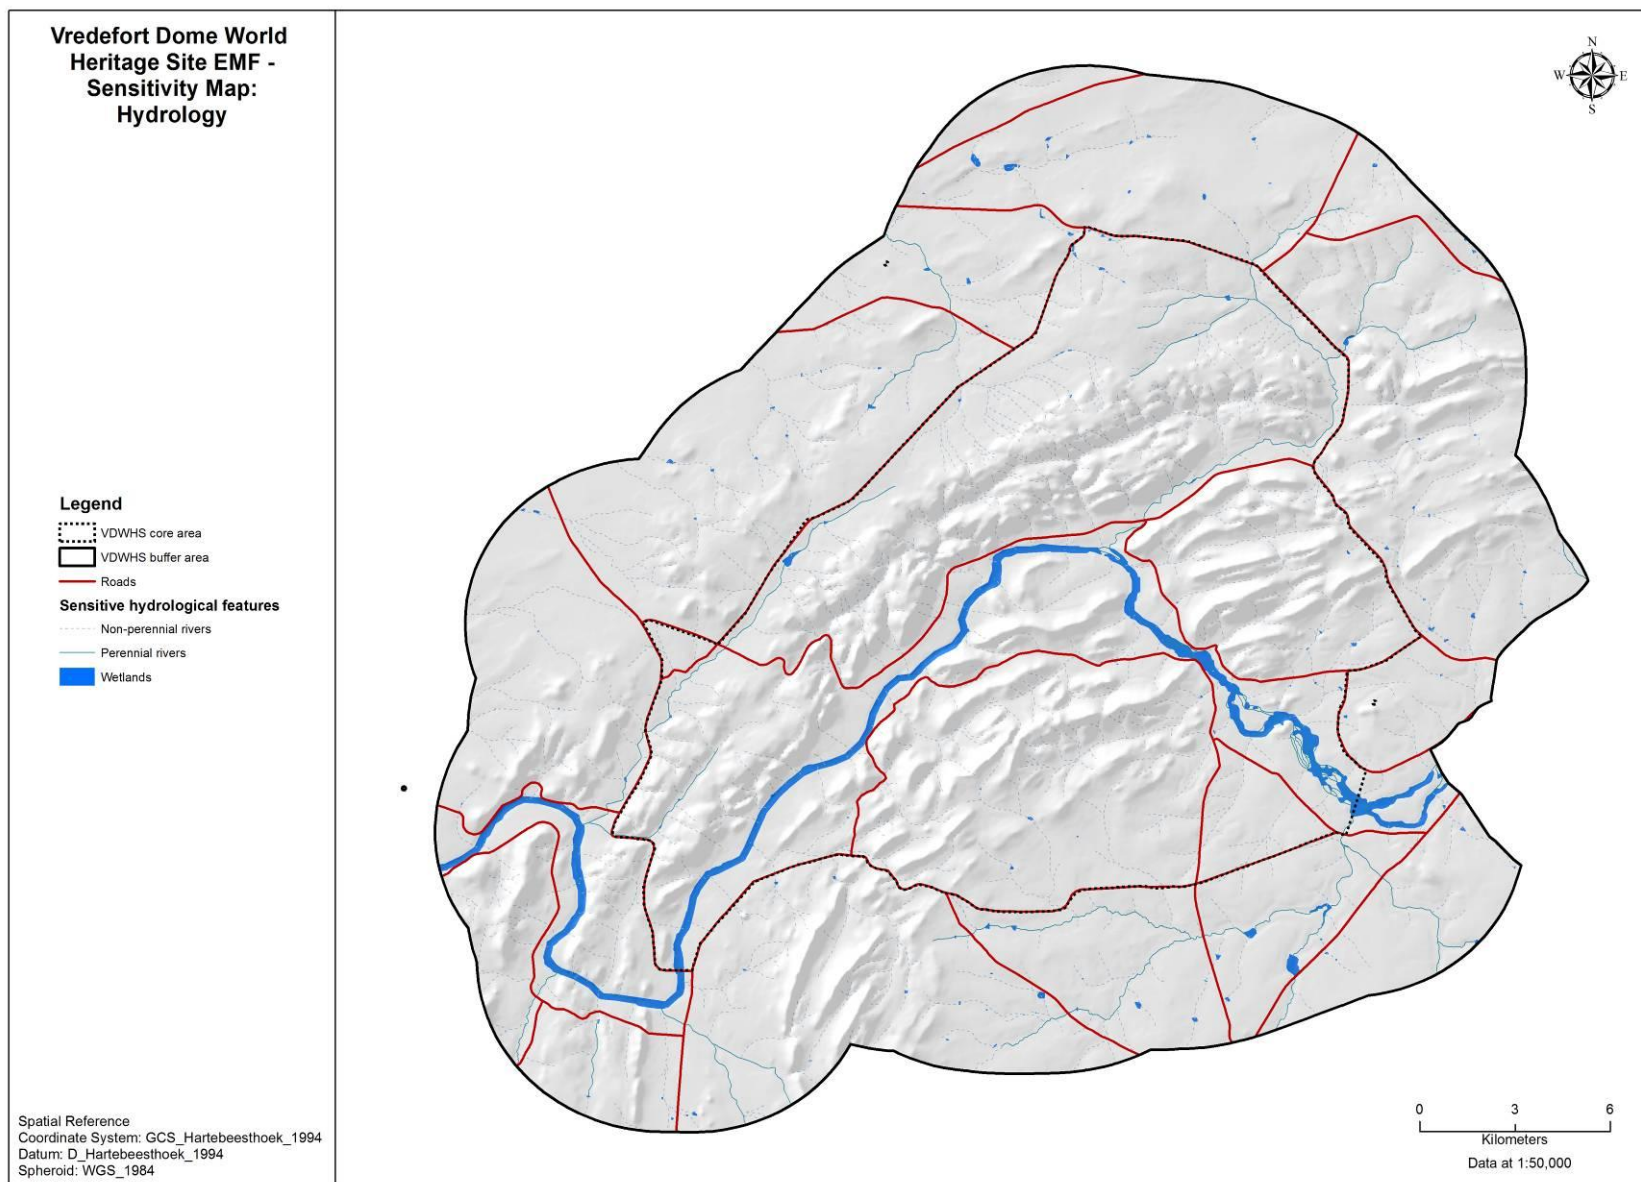 Vredefort Dome World
Heritage Site EMF -
Sensitivity Map:
Hydrology
N
W E
S
Legend
VDWHS core area
VDWHS buffer area
Roads
Sensitive hydrological features
Non-perennial rivers
Perennial rivers
Wetlands
Spatial Reference
Coordinate System: GCS_Hartebeesthoek_1994
Datum: D_Hartebeesthoek_1994
Spheroid: WGS_1984
0 3 6
Kilometers
Data at 1:50,000